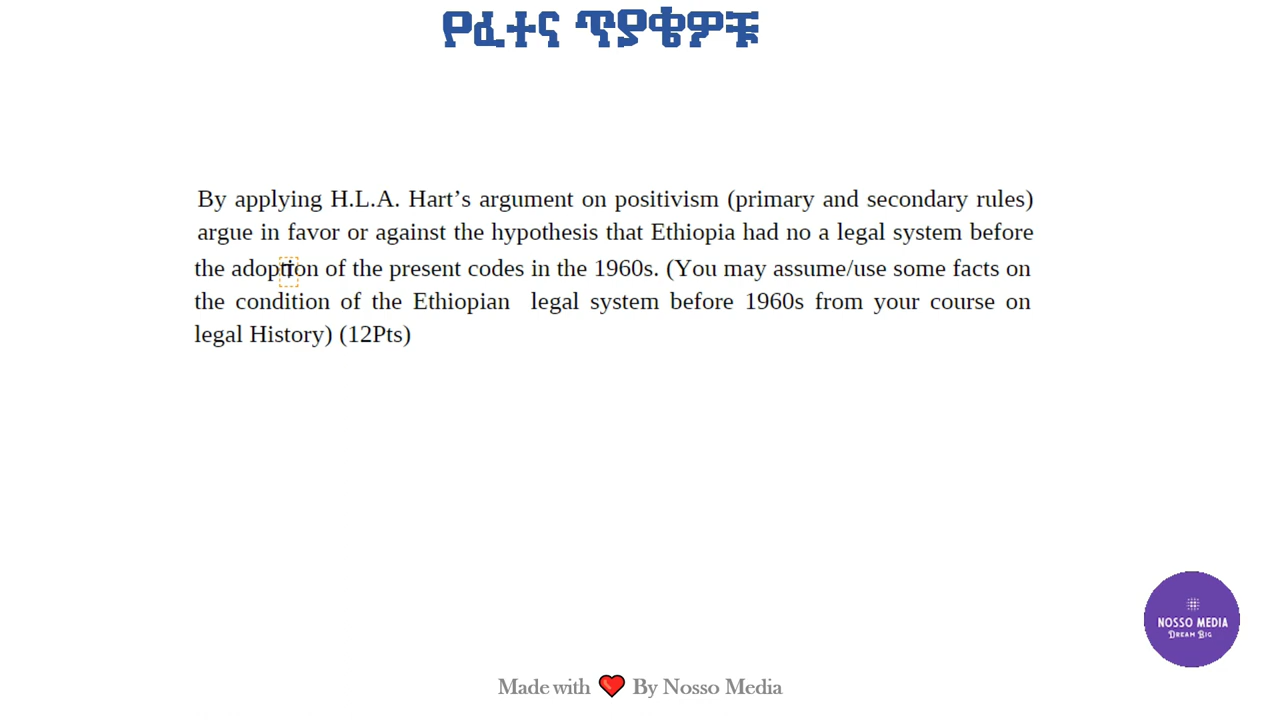 የፈተና ጥያቄዎቹ
By applying H.L.A. Hart’s argument on positivism (primary and secondary rules)
argue in favor or against the hypothesis that Ethiopia had no a legal system before
the adoption of the present codes in the 1960s. (You may assume/use some facts on
the condition of the Ethiopian legal system before 1960s from your course on
legal History) (12Pts)
NOSSO MEDIA
Dream Big
Made with ❤ By Nosso Media